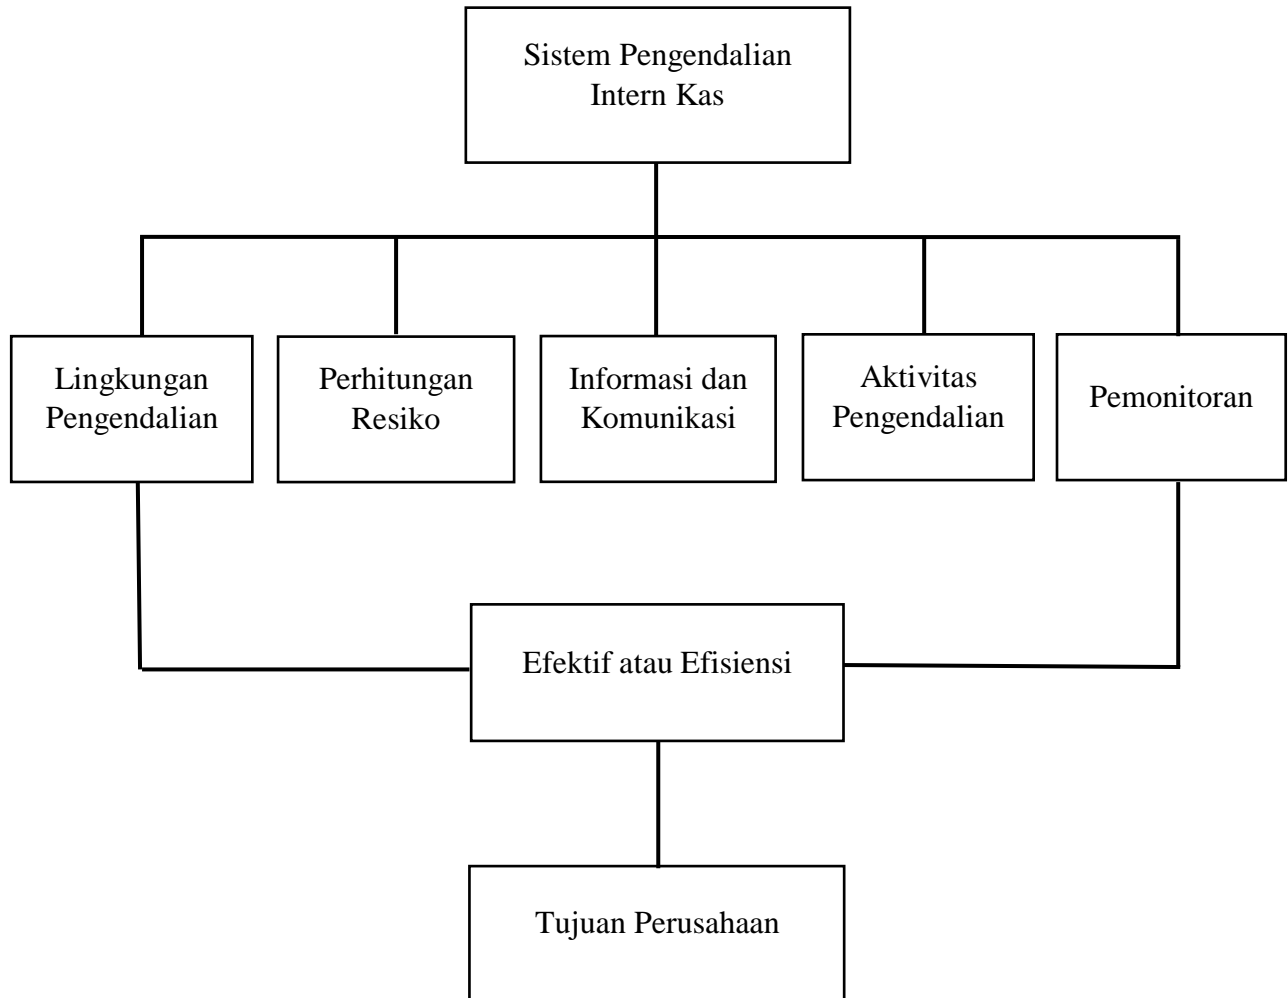 Sistem Pengendalian
Intern Kas
Lingkungan
Pengendalian
Perhitungan
Resiko
Informasi dan
Komunikasi
Aktivitas
Pengendalian
Pemonitoran
Efektif atau Efisiensi
Tujuan Perusahaan